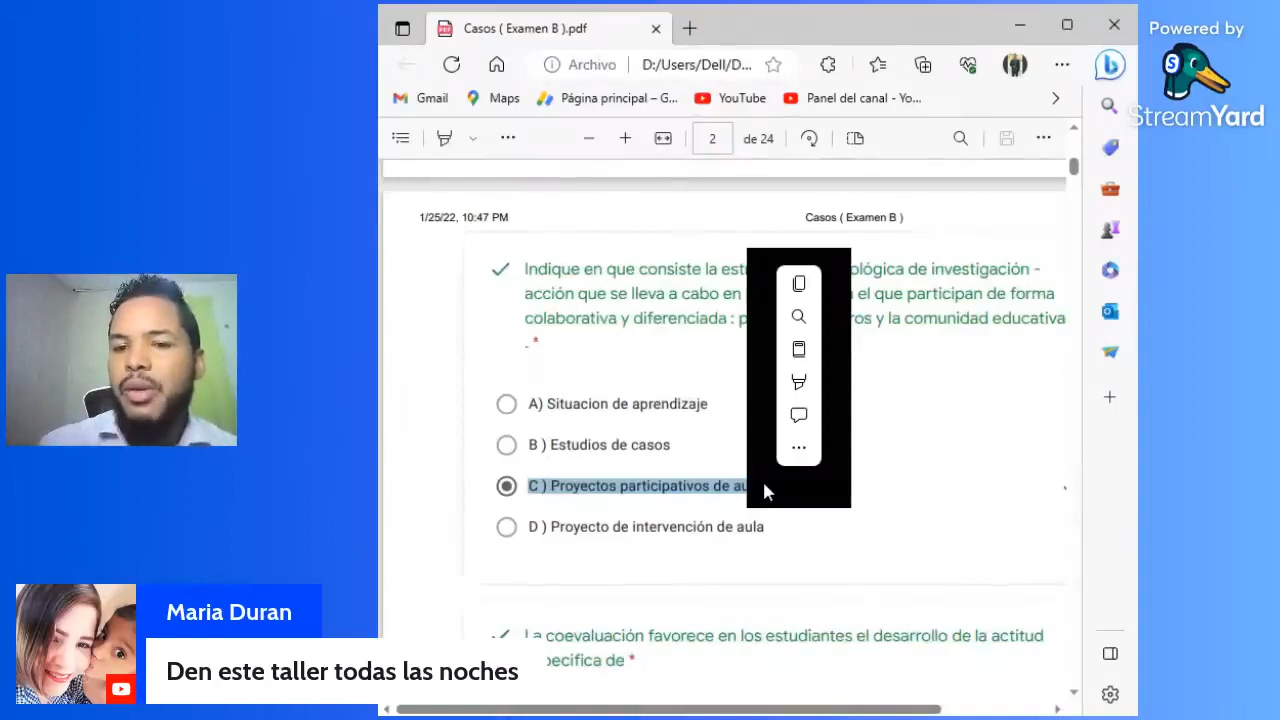 Casos ( Examen B ).pdf
Powered by
StreamYard
Archivo
D:/Users/Dell/D...
Gmail
Maps
Página principal – G...
YouTube
Panel del canal - Yo...
2
de 24
1/25/22, 10:47 PM
Casos ( Examen B )
Indique en que consiste la ológica de investigación -
acción que se lleva a cabo en el que participan de forma
colaborativa y diferenciada : y la comunidad educativa
- *
A) Situacion de aprendizaje
B ) Estudios de casos
C ) Proyectos participativos de
D ) Proyecto de intervención de aula
La coevaluación favorece en los estudiantes el desarrollo de la actitud
pecifica de *
Maria Duran
Den este taller todas las noches